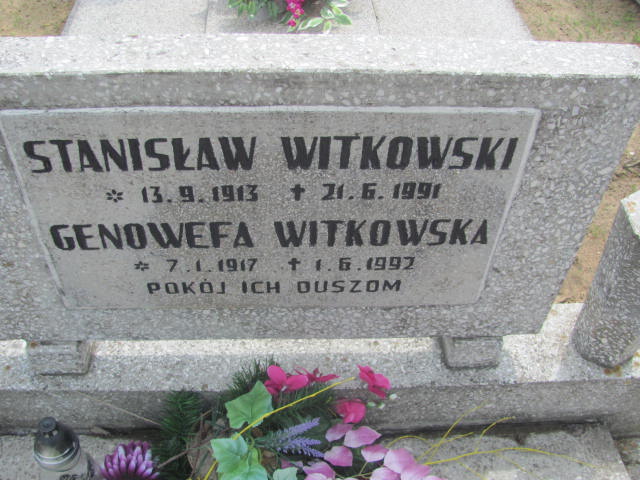 STANISŁAW WITKOWSKI
* 13.9.1913 ✝ 21.6.1991
GENOWEFA WITKOWSKA
* 7.1.1917 ✝ 1.6.1992
POKÓJ ICH DUSZOM